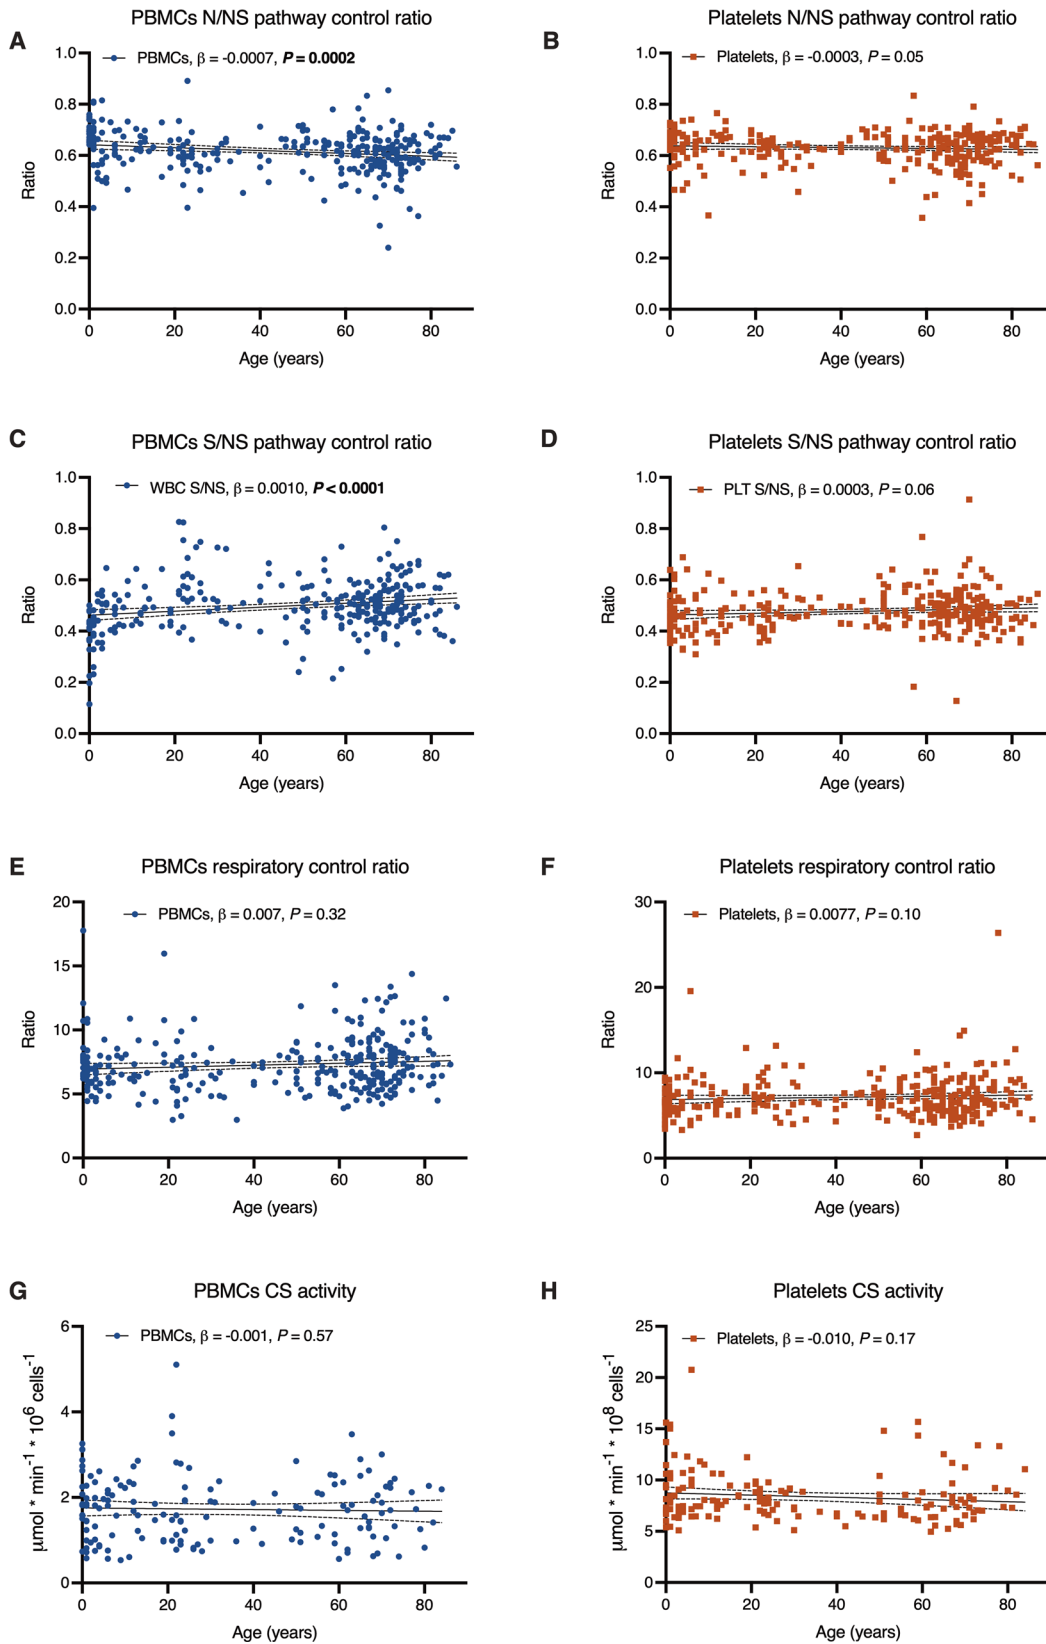 PBMCs N/NS pathway control ratio
A
PBMCs, β = -0.0007, P = 0.0002
1.0
0.8
0.6
0.4
0.2
0.0
Ratio
0 20 40 60 80
Age (years)
Platelets N/NS pathway control ratio
B
Platelets, β = -0.0003, P = 0.05
1.0
0.8
0.6
0.4
0.2
0.0
Ratio
0 20 40 60 80
Age (years)
C
PBMCs S/NS pathway control ratio
WBC S/NS, β = 0.0010, P < 0.0001
1.0
0.8
0.6
0.4
0.2
0.0
Ratio
0 20 40 60 80
Age (years)
D
Platelets S/NS pathway control ratio
PLT S/NS, β = 0.0003, P = 0.06
1.0
0.8
0.6
0.4
0.2
0.0
Ratio
0 20 40 60 80
Age (years)
E
PBMCs respiratory control ratio
PBMCs, β = 0.007, P = 0.32
20
15
10
5
0
Ratio
0 20 40 60 80
Age (years)
F
Platelets respiratory control ratio
Platelets, β = 0.0077, P = 0.10
30
20
10
0
Ratio
0 20 40 60 80
Age (years)
G
PBMCs CS activity
PBMCs, β = -0.001, P = 0.57
6
4
2
0
μmol * min⁻¹ * 10⁶ cells⁻¹
0 20 40 60 80
Age (years)
H
Platelets CS activity
Platelets, β = -0.010, P = 0.17
25
20
15
10
5
0
μmol * min⁻¹ * 10⁸ cells⁻¹
0 20 40 60 80
Age (years)